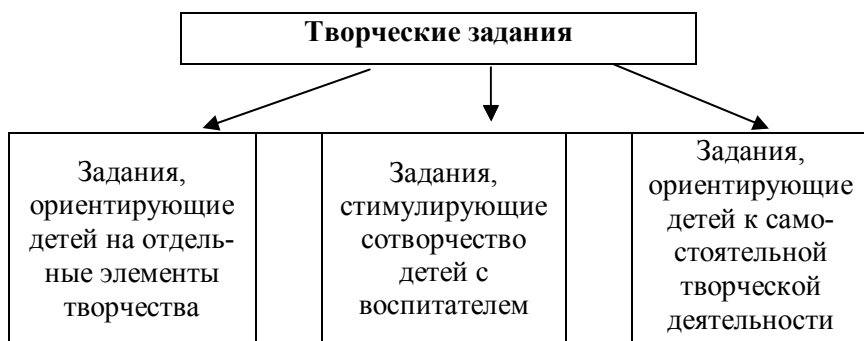 Творческие задания
Задания,
ориентирующие
детей на отдель-
ные элементы
творчества
Задания,
стимулирующие
сотворчество
детей с
воспитателем
Задания,
ориентирующие
детей к само-
стоятельной
творческой
деятельности